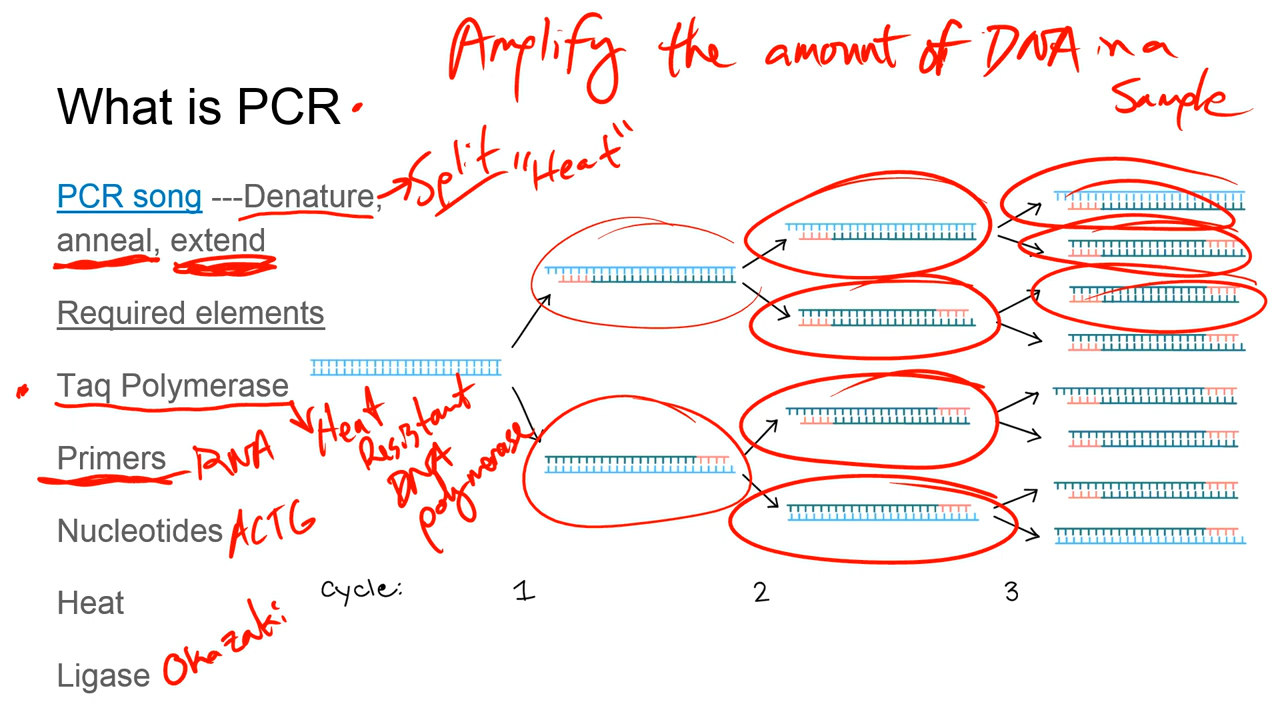 Amplify the amount of DNA in a
Sample
What is PCR.
PCR song ---Denature, → Split "Heat"
anneal, extend
Required elements
Taq Polymerase
Heat
Resistant
DNA
polymerase
Primers RNA
Nucleotides ACTG
Heat
Cycle: 1 2 3
Ligase Okazaki